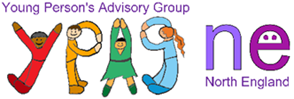 Young Person's Advisory Group
ypag ne
North England